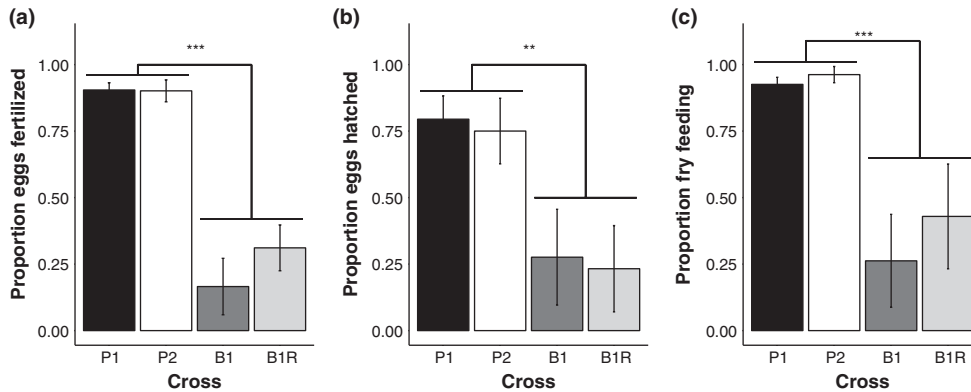 (a)
***
Proportion eggs fertilized
1.00
0.75
0.50
0.25
0.00
P1 P2 B1 B1R
Cross
(b)
**
Proportion eggs hatched
1.00
0.75
0.50
0.25
0.00
P1 P2 B1 B1R
Cross
(c)
***
Proportion fry feeding
1.00
0.75
0.50
0.25
0.00
P1 P2 B1 B1R
Cross